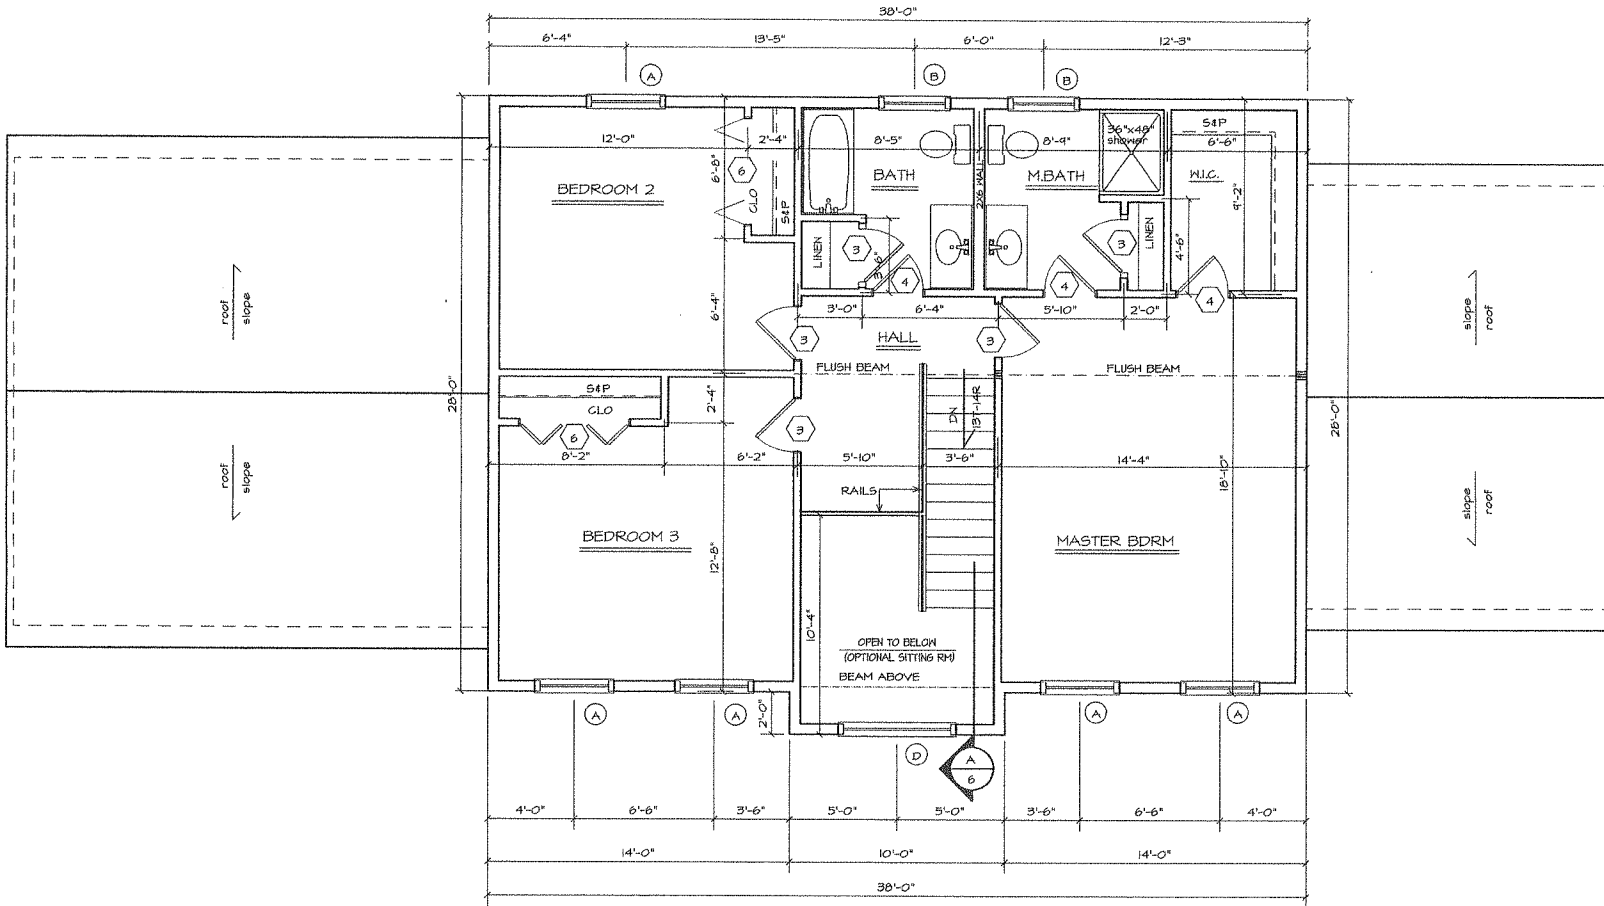 38'-0"
6'-4" 13'-5" 6'-0" 12'-3"
A B B
36"x48"
shower
S&P
12'-0" 2'-4" 8'-5" 8'-9" 6'-6"
6'-8"
6
CLO
S&P
BEDROOM 2
BATH
2X6 WALL
M.BATH
W.I.C.
9'-2"
LINEN
3
3'-6"
4
3
LINEN
4'-6"
4
4
roof
slope
slope
roof
6'-4"
3'-0" 6'-4" 5'-10" 2'-0"
3
HALL
3
FLUSH BEAM
FLUSH BEAM
28'-0"
S&P
CLO
6
2'-4"
3
DN
13T-14R
28'-0"
8'-2" 6'-2" 5'-10" 3'-6" 14'-4"
18'-10"
roof
slope
RAILS
slope
roof
BEDROOM 3
12'-8"
MASTER BDRM
10'-4"
OPEN TO BELOW
(OPTIONAL SITTING RM)
BEAM ABOVE
A A
2'-0"
D
A
6
A A
4'-0" 6'-6" 3'-6" 5'-0" 5'-0" 3'-6" 6'-6" 4'-0"
14'-0" 10'-0" 14'-0"
38'-0"